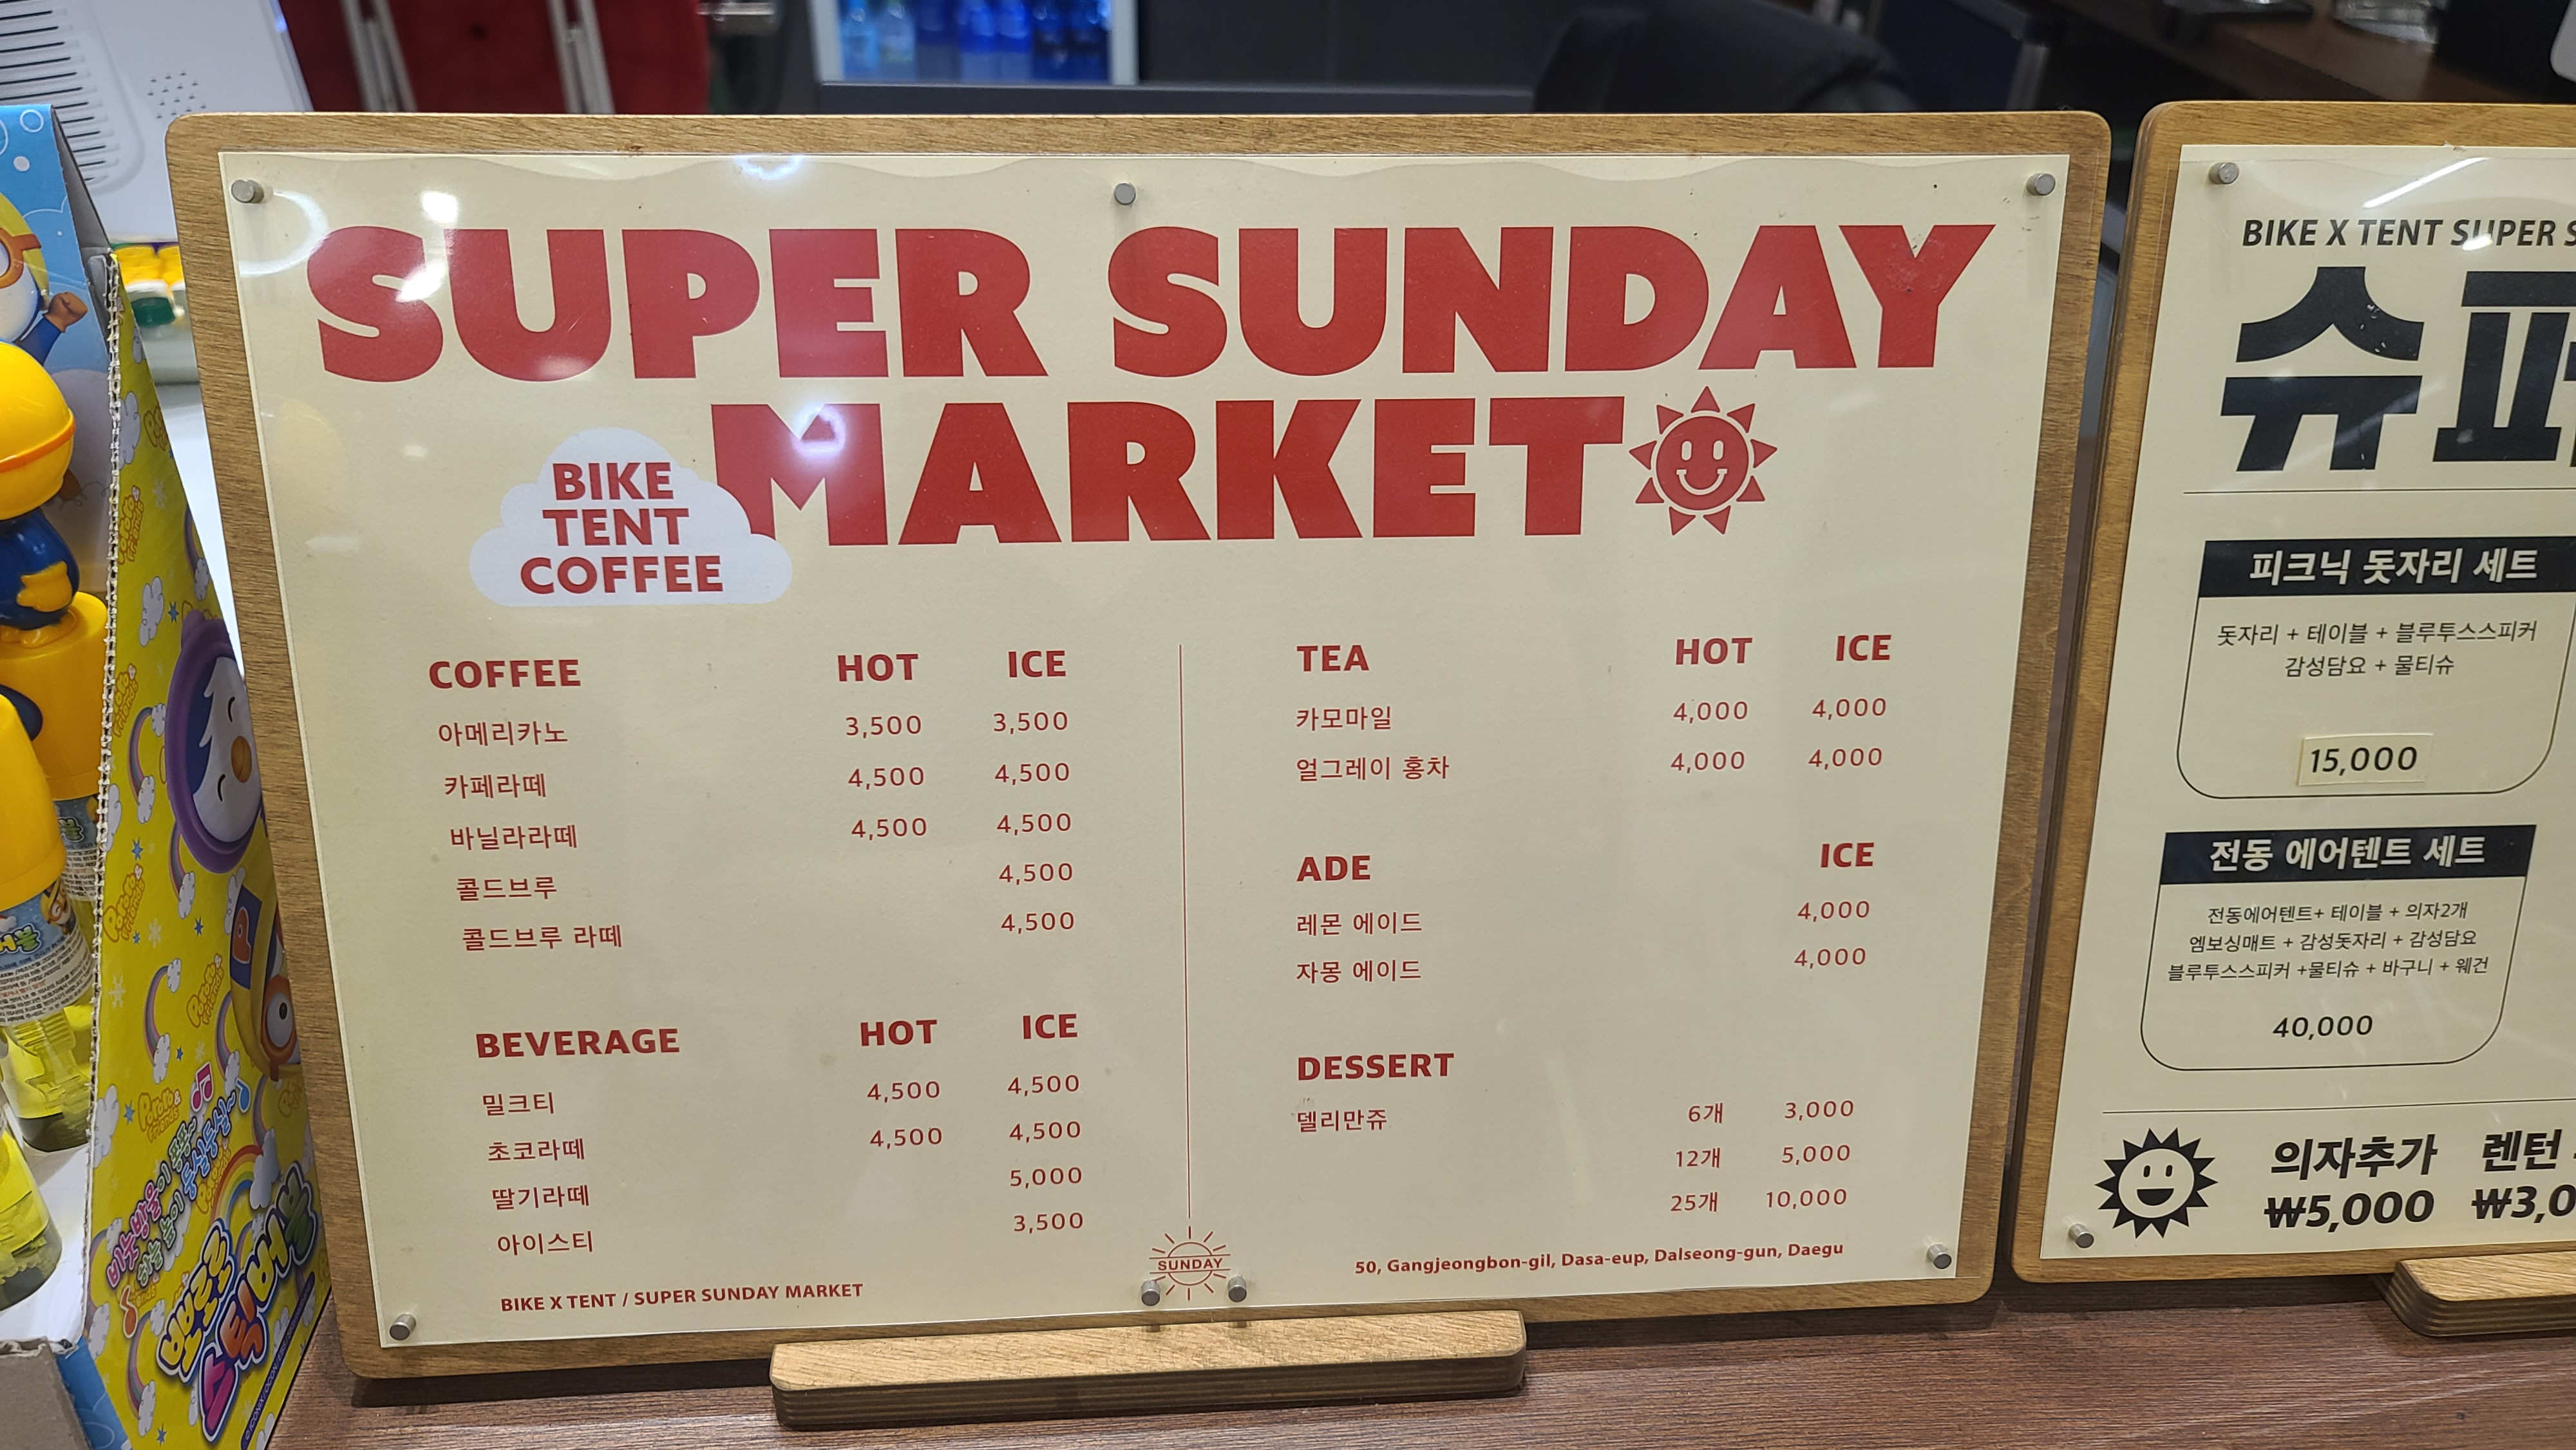 SUPER SUNDAY
MARKET
BIKE
TENT
COFFEE
COFFEE HOT ICE
아메리카노 3,500 3,500
카페라떼 4,500 4,500
바닐라라떼 4,500 4,500
콜드브루 4,500
콜드브루 라떼 4,500
BEVERAGE HOT ICE
밀크티 4,500 4,500
초코라떼 4,500 4,500
딸기라떼 5,000
아이스티 3,500
TEA HOT ICE
카모마일 4,000 4,000
얼그레이 홍차 4,000 4,000
ADE ICE
레몬 에이드 4,000
자몽 에이드 4,000
DESSERT
델리만쥬 6개 3,000
12개 5,000
25개 10,000
BIKE X TENT / SUPER SUNDAY MARKET
SUNDAY
50, Gangjeongbon-gil, Dasa-eup, Dalseong-gun, Daegu
BIKE X TENT SUPER S
슈퍼
피크닉 돗자리 세트
돗자리 + 테이블 + 블루투스스피커
감성담요 + 물티슈
15,000
전동 에어텐트 세트
전동에어텐트+ 테이블 + 의자2개
엠보싱매트 + 감성돗자리 + 감성담요
블루투스스피커 +물티슈 + 바구니 + 웨건
40,000
의자추가 렌턴
₩5,000 ₩3,0
Pororo & friends